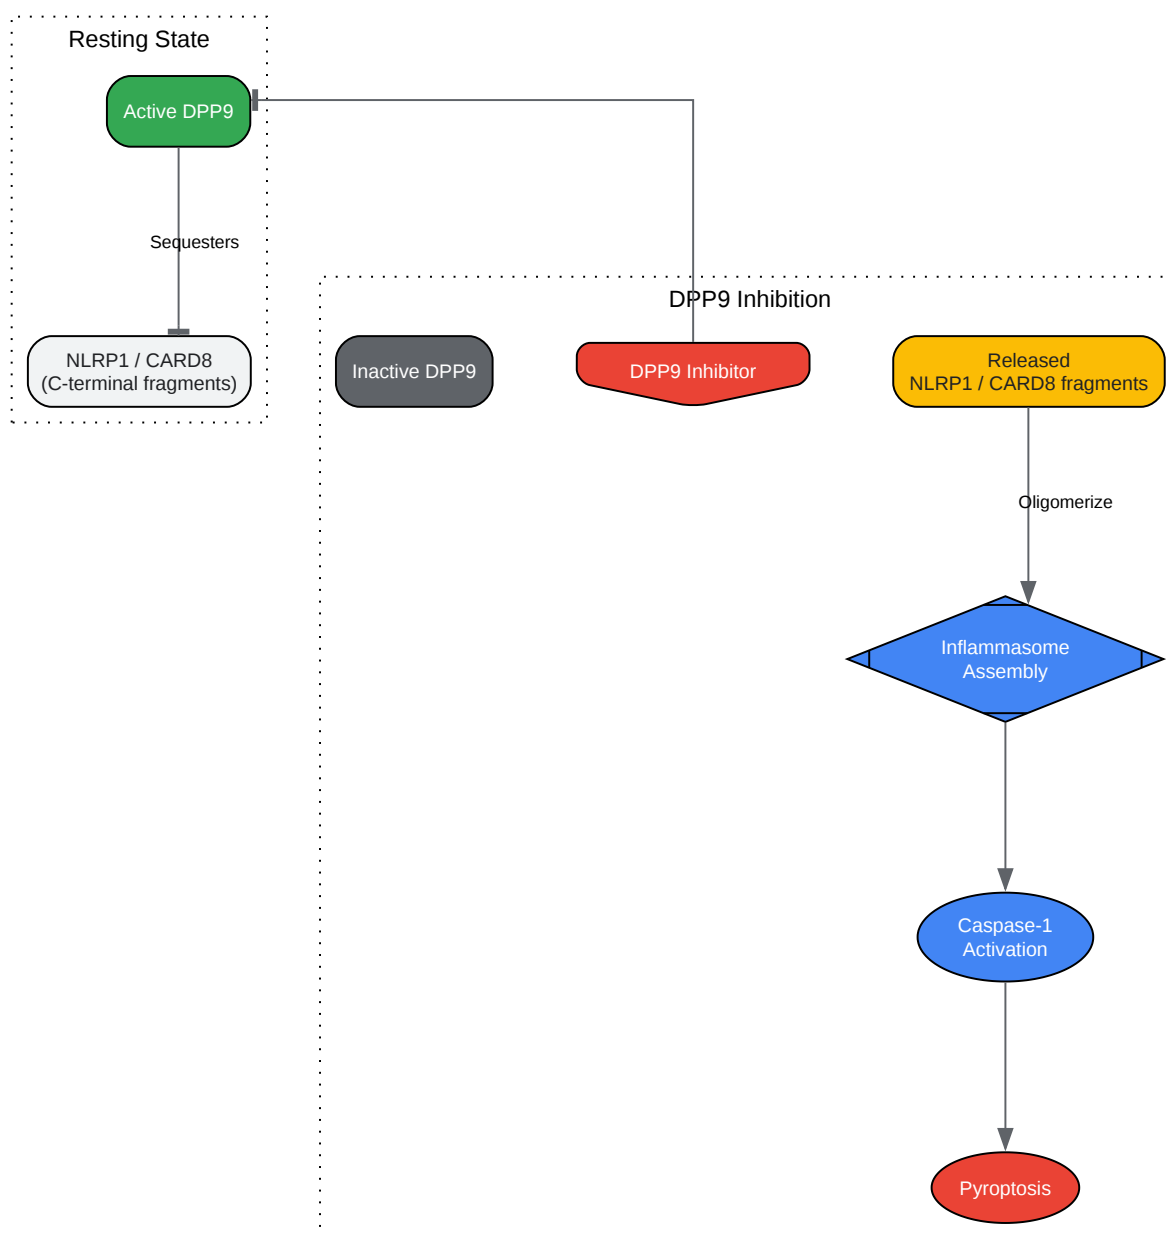 Resting State
Active DPP9
Sequesters
NLRP1 / CARD8
(C-terminal fragments)
DPP9 Inhibition
Inactive DPP9
DPP9 Inhibitor
Released
NLRP1 / CARD8 fragments
Oligomerize
Inflammasome
Assembly
Caspase-1
Activation
Pyroptosis